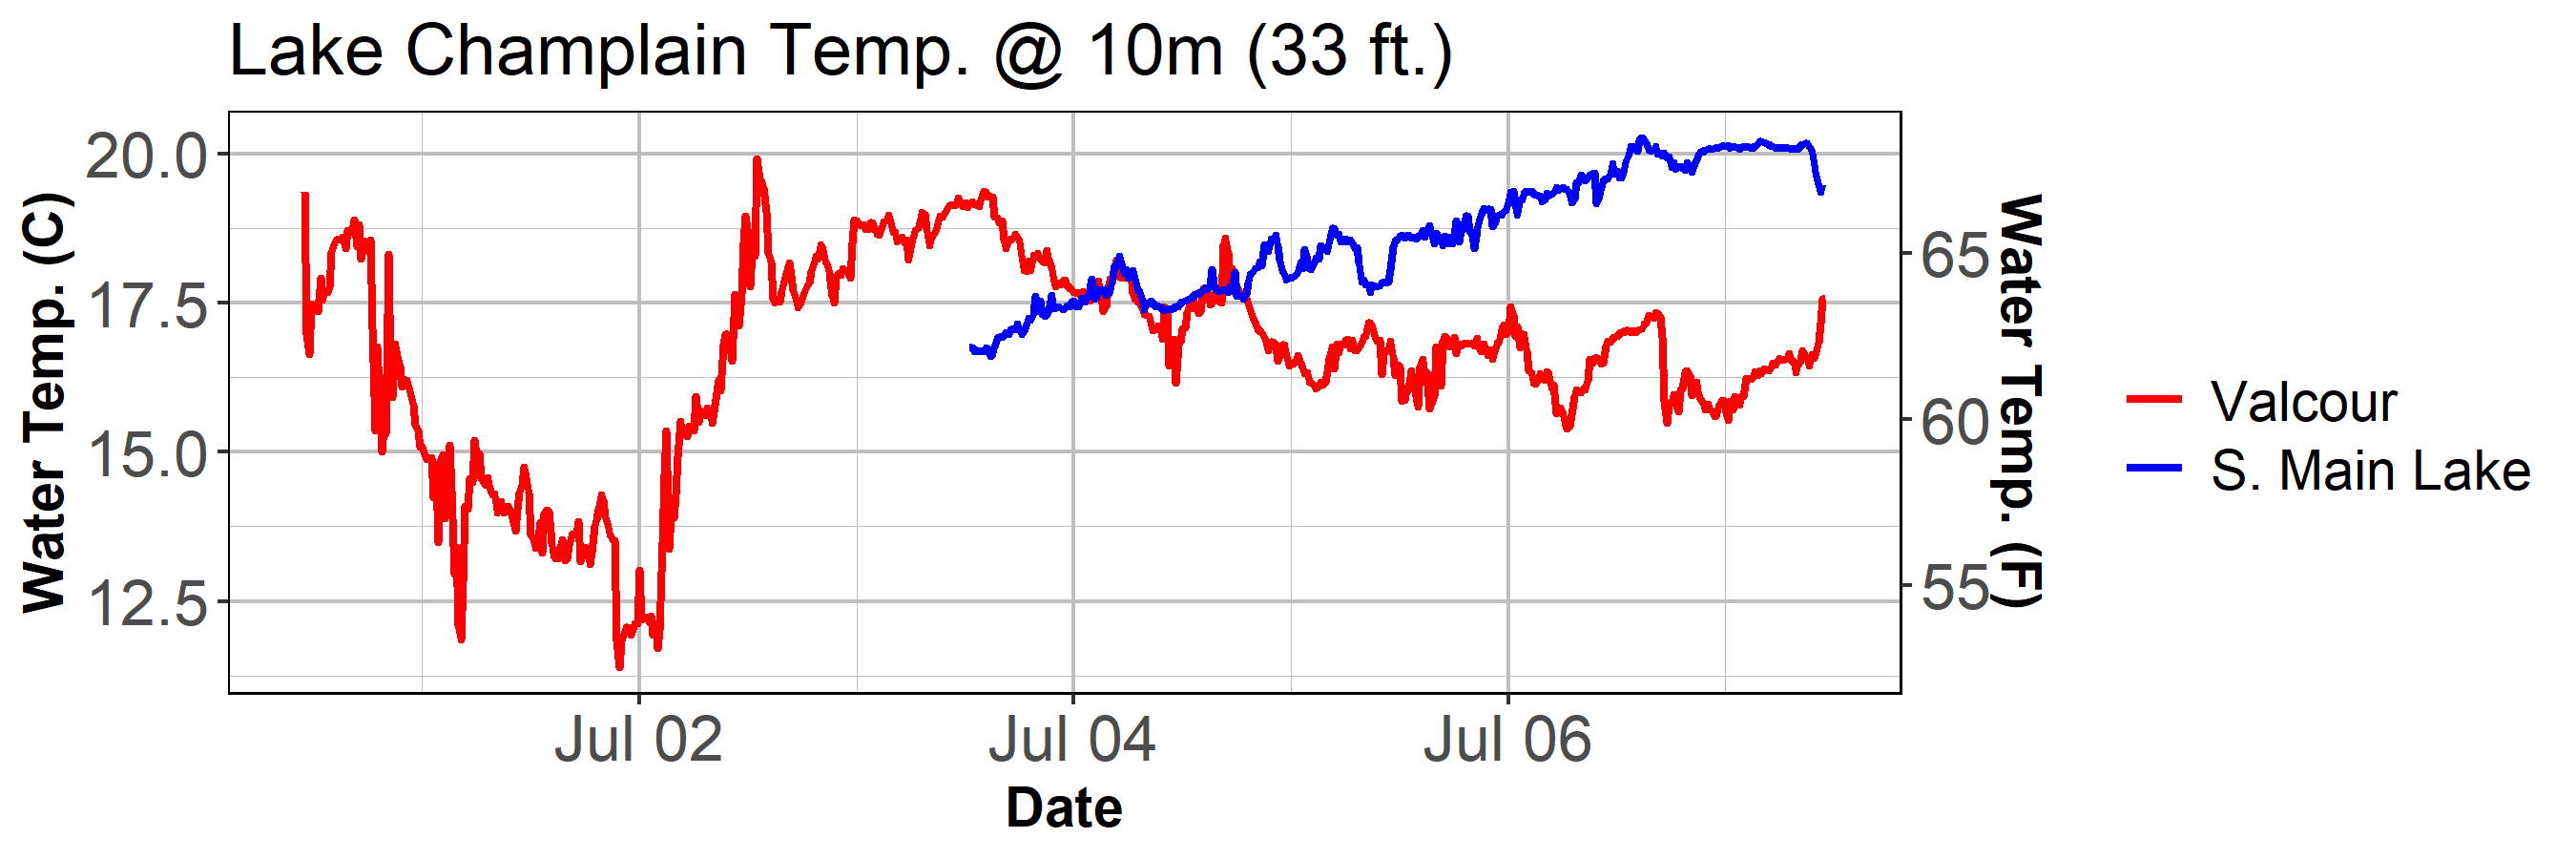 Lake Champlain Temp. @ 10m (33 ft.)
Water Temp. (C)
20.0
17.5
15.0
12.5
65
60
55
Water Temp. (F)
Jul 02
Jul 04
Jul 06
Date
Valcour
S. Main Lake